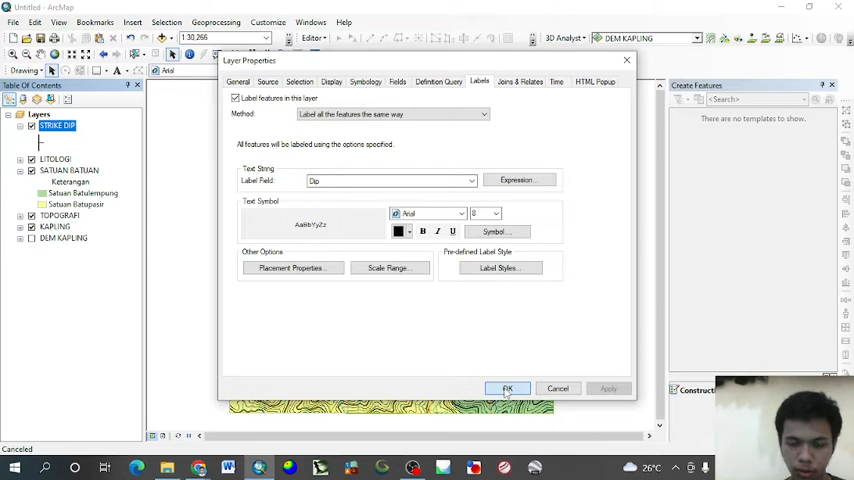 Untitled - ArcMap
File Edit View Bookmarks Insert Selection Geoprocessing Customize Windows Help
1:30,266
Editor
3D Analyst
DEM KAPLING
Drawing
Arial
Table Of Contents
Layers
STRIKE DIP
LITOLOGI
SATUAN BATUAN
Keterangan
Satuan Batulempung
Satuan Batupasir
TOPOGRAFI
KAPLING
DEM KAPLING
Layer Properties
General Source Selection Display Symbology Fields Definition Query Labels Joins & Relates Time HTML Popup
Label features in this layer
Method: Label all the features the same way
All features will be labeled using the options specified.
Text String
Label Field: Dip Expression...
Text Symbol
AaBbYyZz
Arial 8
B I U Symbol...
Other Options
Placement Properties... Scale Range...
Pre-defined Label Style
Label Styles...
OK Cancel Apply
Create Features
<Search>
There are no templates to show.
Canceled
26°C